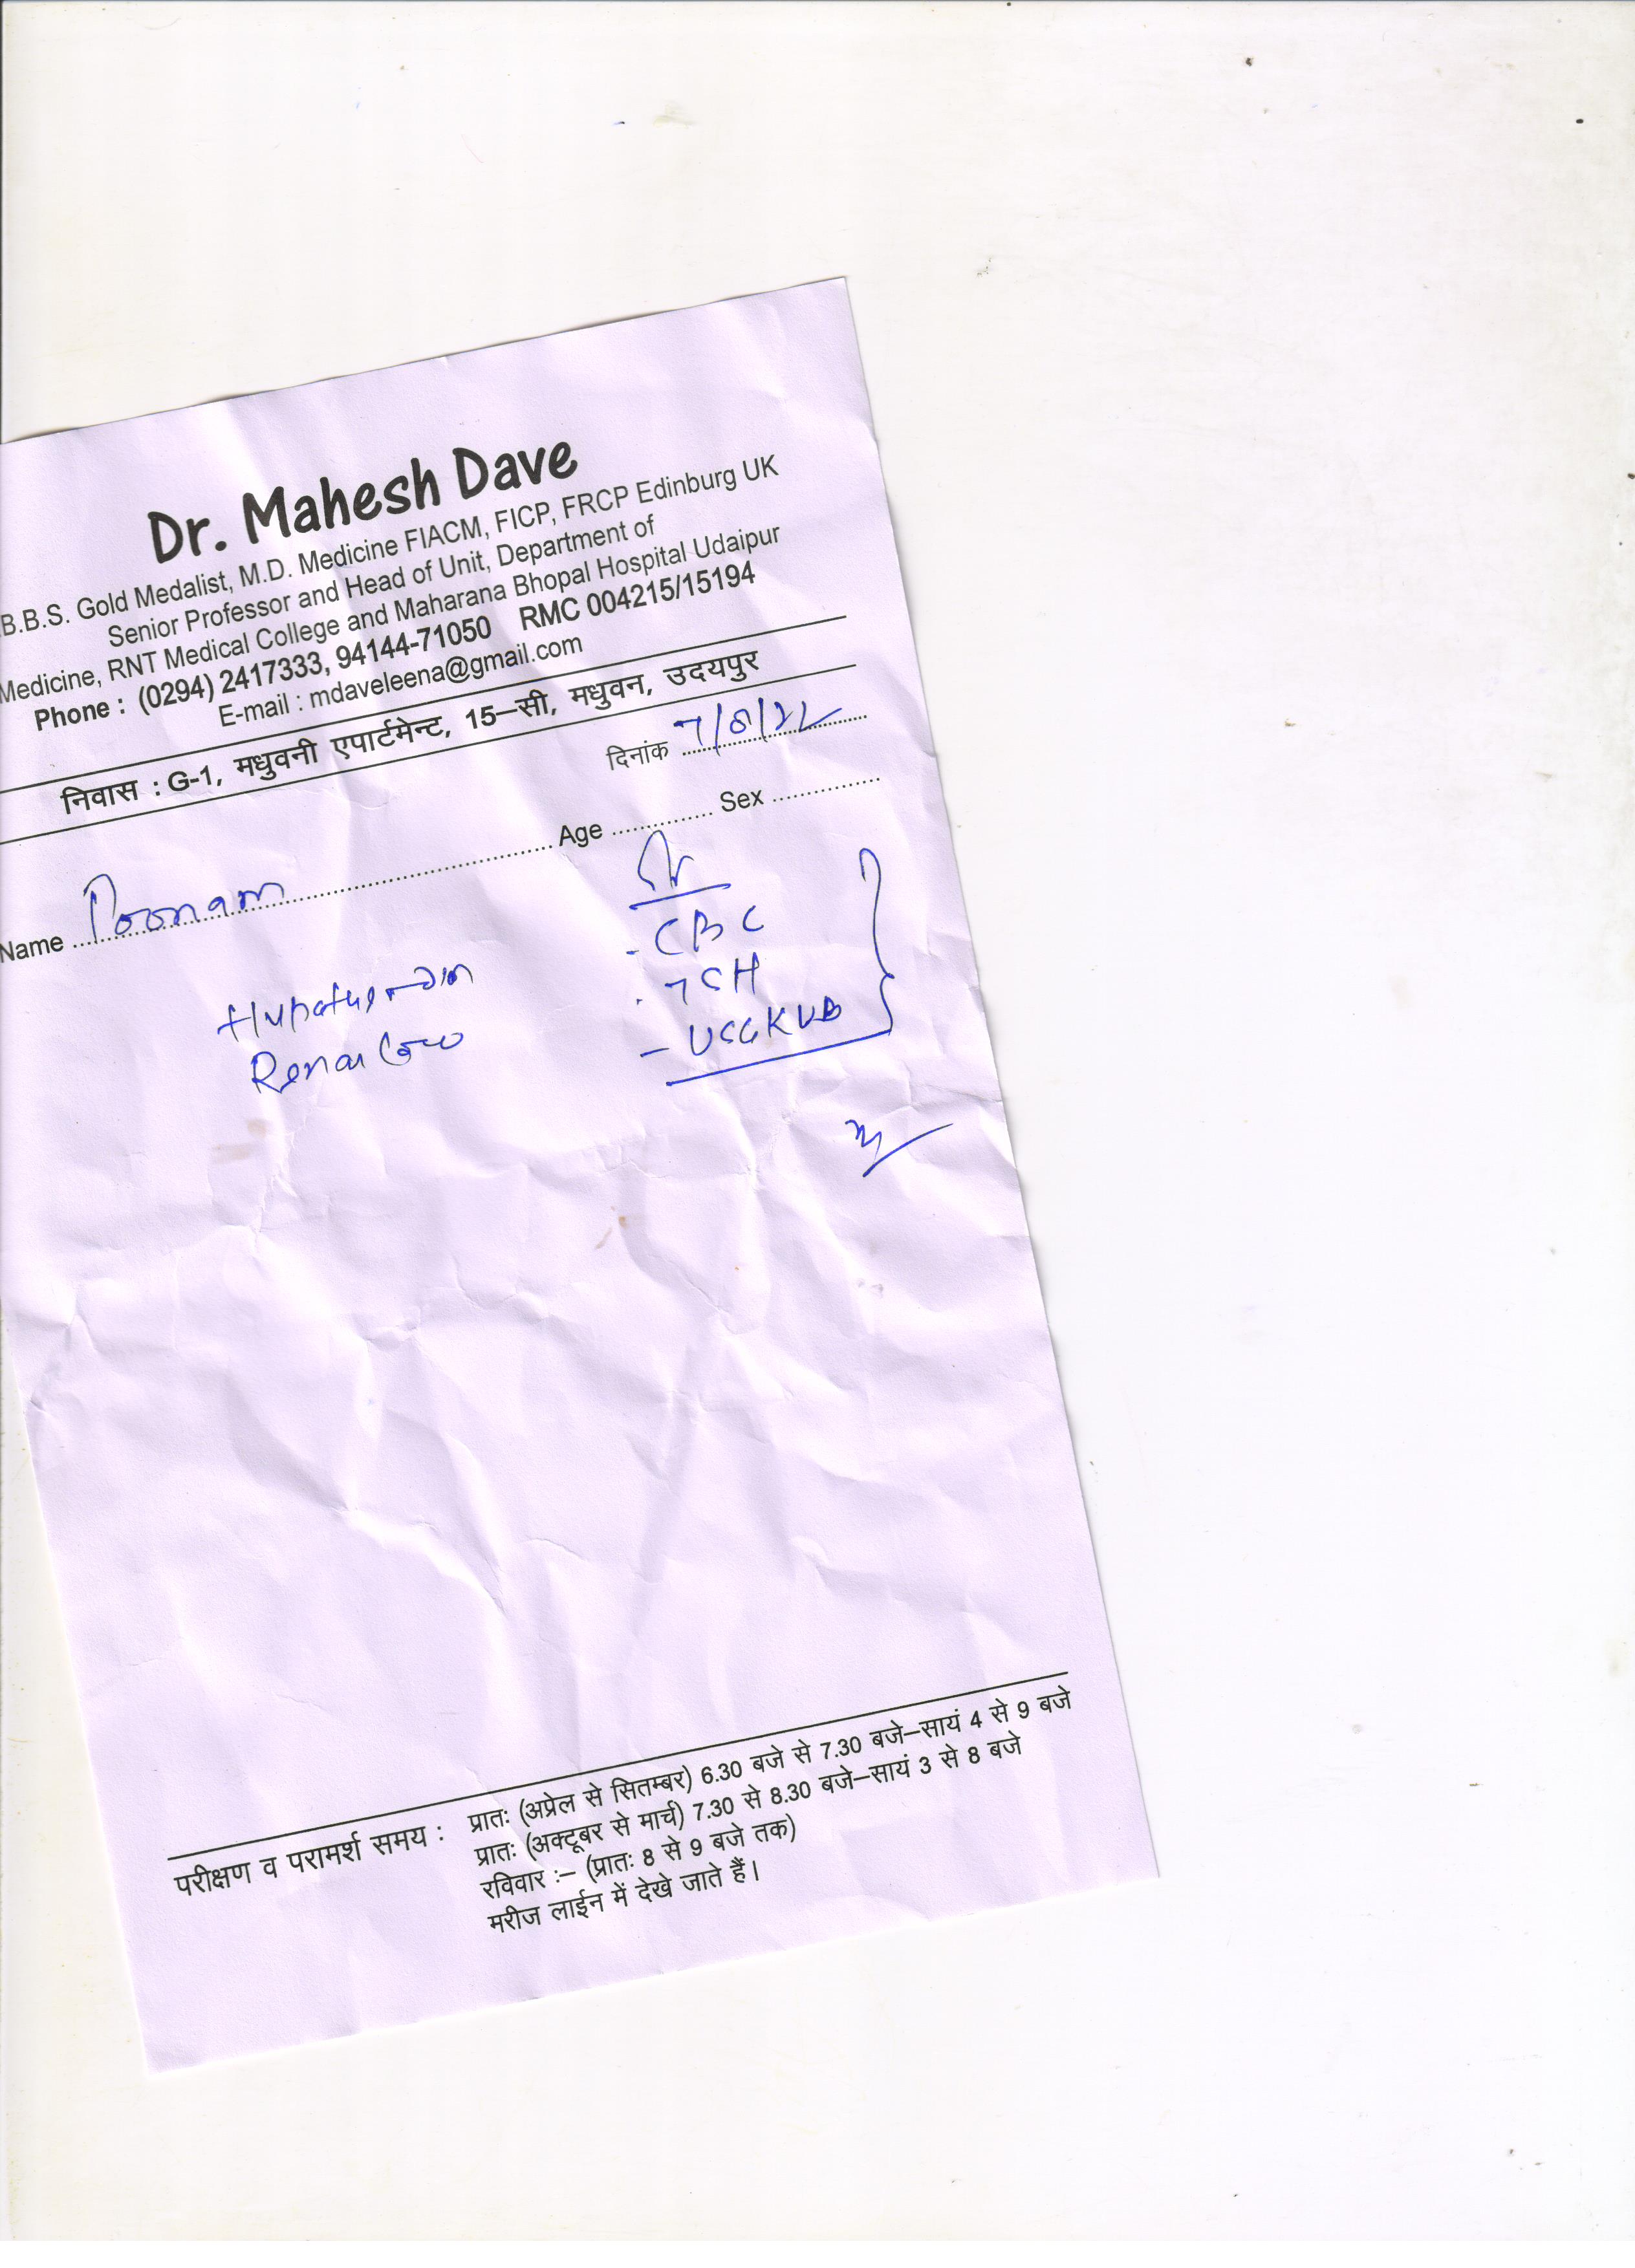 Dr. Mahesh Dave
B.B.S. Gold Medalist, M.D. Medicine FIACM, FICP, FRCP Edinburg UK
Senior Professor and Head of Unit, Department of
Medicine, RNT Medical College and Maharana Bhopal Hospital Udaipur
Phone : (0294) 2417333, 94144-71050 RMC 004215/15194
E-mail : mdaveleena@gmail.com
निवास : G-1, मधुवनी एपार्टमेन्ट, 15–सी, मधुवन, उदयपुर
दिनांक 7/8/22
Name Poonam Age Sex
- CBC
. TSH
Renal
- USG KUB
परीक्षण व परामर्श समय : प्रातः (अप्रेल से सितम्बर) 6.30 बजे से 7.30 बजे–सायं 4 से 9 बजे
प्रातः (अक्टूबर से मार्च) 7.30 से 8.30 बजे–सायं 3 से 8 बजे
रविवार :– (प्रातः 8 से 9 बजे तक)
मरीज लाईन में देखे जाते हैं।